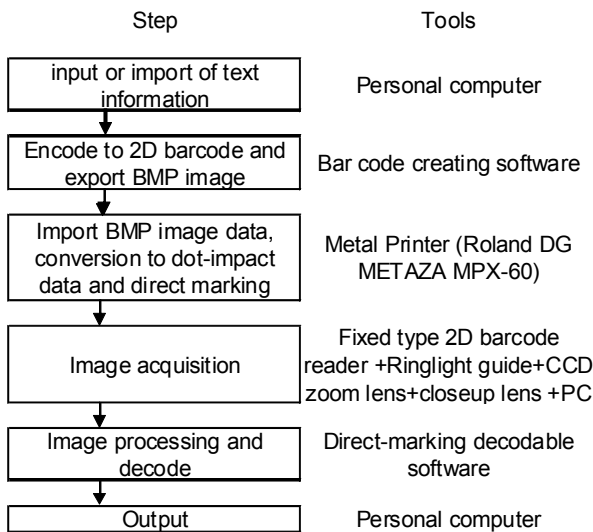 Step Tools
input or import of text
information
Personal computer
Encode to 2D barcode and
export BMP image
Bar code creating software
Import BMP image data,
conversion to dot-impact
data and direct marking
Metal Printer (Roland DG
METAZA MPX-60)
Image acquisition
Fixed type 2D barcode
reader +Ringlight guide+CCD
zoom lens+closeup lens +PC
Image processing and
decode
Direct-marking decodable
software
Output
Personal computer